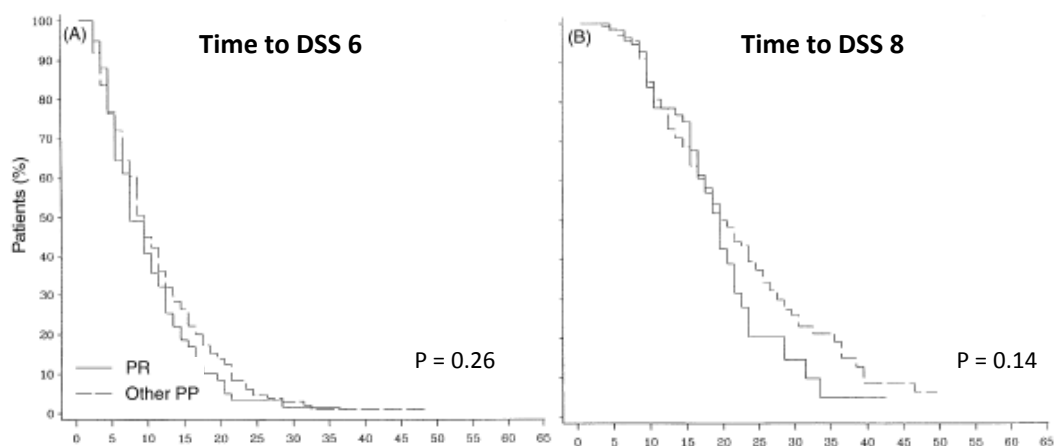 (A)
Time to DSS 6
100
90
80
70
60
50
40
30
20
10
0
Patients (%)
PR
Other PP
P = 0.26
0 5 10 15 20 25 30 35 40 45 50 55 60 65
(B)
Time to DSS 8
P = 0.14
0 5 10 15 20 25 30 35 40 45 50 55 60 65